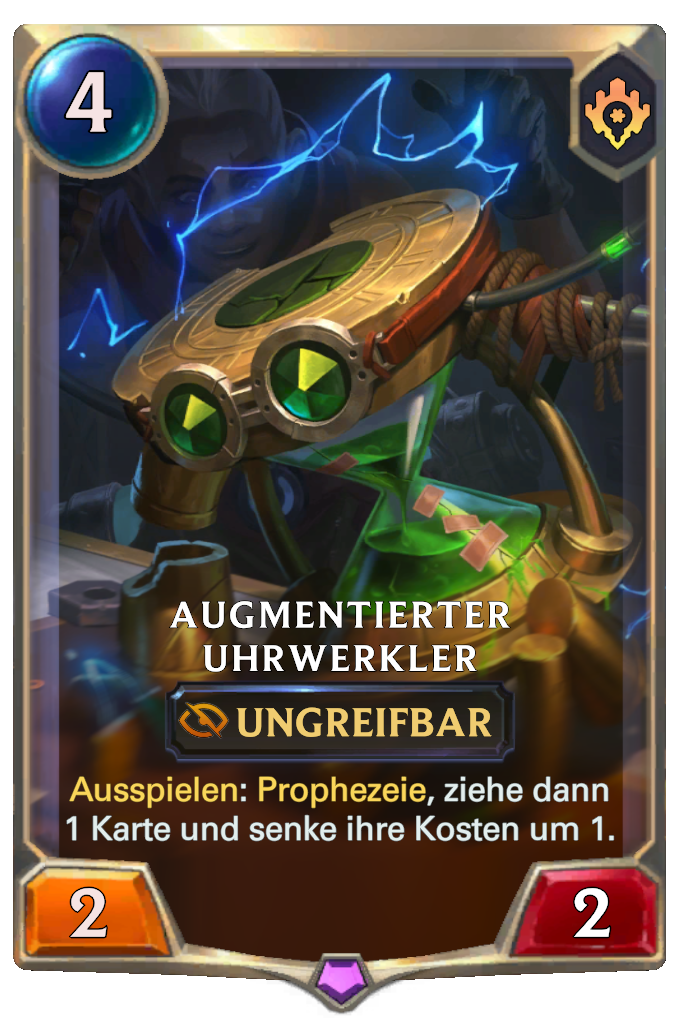 4
AUGMENTIERTER
UHRWERKLER
UNGREIFBAR
Ausspielen: Prophezeie, ziehe dann
1 Karte und senke ihre Kosten um 1.
2
2